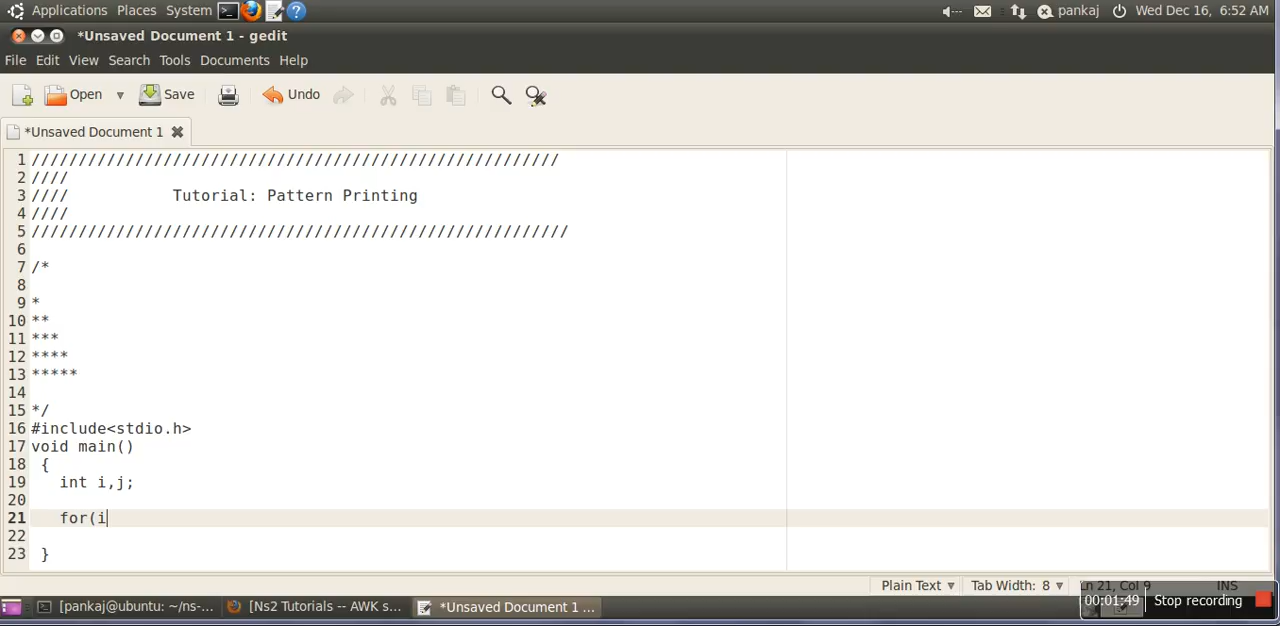 Applications Places System pankaj Wed Dec 16, 6:52 AM
*Unsaved Document 1 - gedit
File Edit View Search Tools Documents Help
Open Save Undo
*Unsaved Document 1
1 ////////////////////////////////////////////////////////
2 ////
3 //// Tutorial: Pattern Printing
4 ////
5 /////////////////////////////////////////////////////////
6
7 /*
8
9 *
10 **
11 ***
12 ****
13 *****
14
15 */
16 #include<stdio.h>
17 void main()
18 {
19 int i,j;
20
21 for(i
22
23 }
Plain Text Tab Width: 8 Ln 21, Col 9 INS
[pankaj@ubuntu: ~/ns-... [Ns2 Tutorials -- AWK s... *Unsaved Document 1 ... 00:01:49 Stop recording